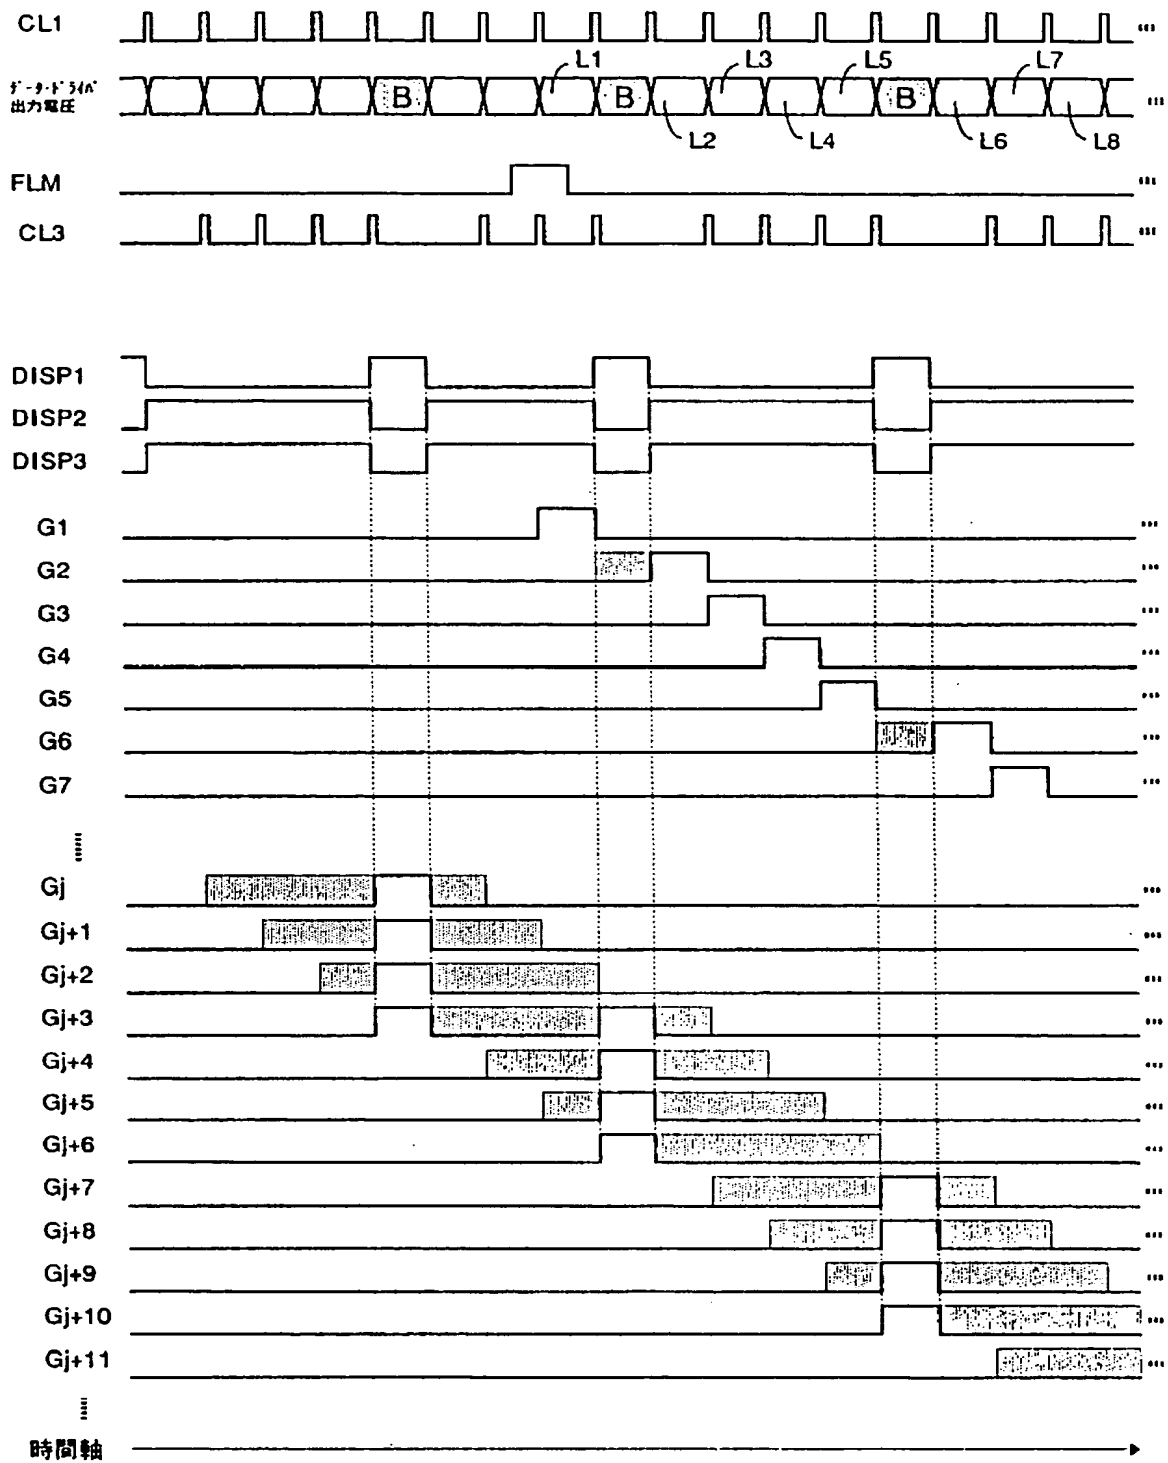 CL1
L1
L3
L5
L7
データ・ドライバ
出力電圧
B
B
B
L2
L4
L6
L8
FLM
CL3
DISP1
DISP2
DISP3
G1
G2
G3
G4
G5
G6
G7
Gj
Gj+1
Gj+2
Gj+3
Gj+4
Gj+5
Gj+6
Gj+7
Gj+8
Gj+9
Gj+10
Gj+11
時間軸